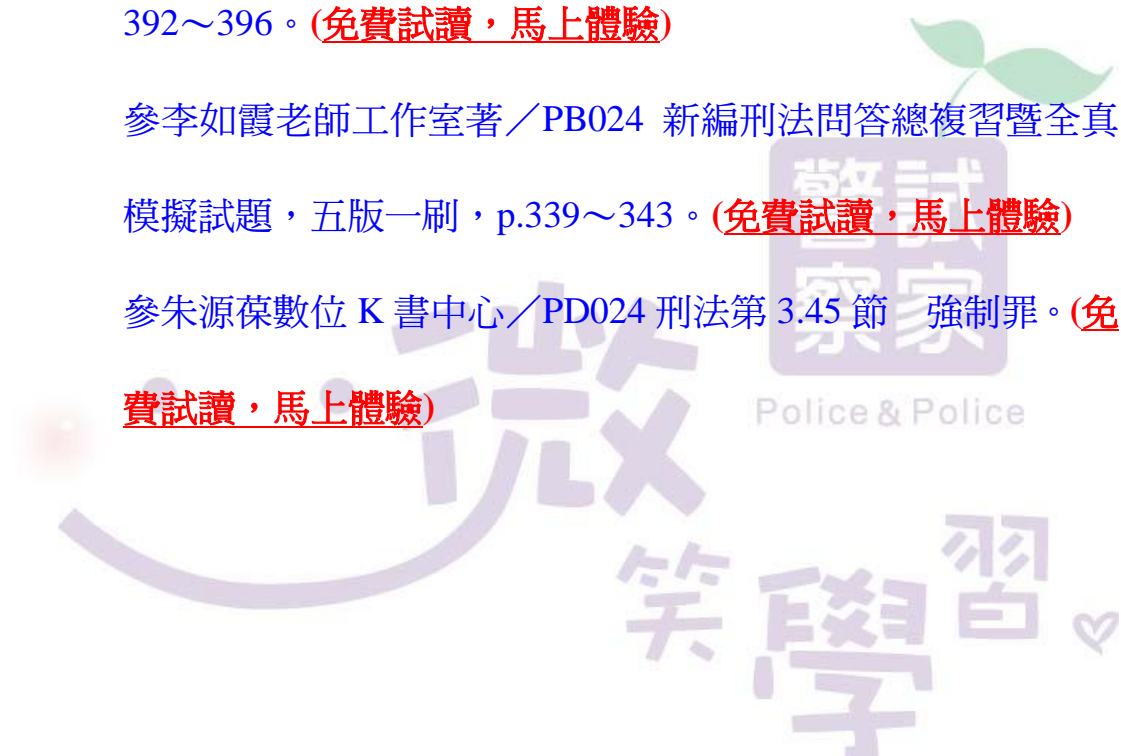 392～396。(免費試讀，馬上體驗)
參李如霞老師工作室著／PB024 新編刑法問答總複習暨全真
模擬試題，五版一刷，p.339～343。(免費試讀，馬上體驗)
參朱源葆數位 K 書中心／PD024 刑法第 3.45 節　強制罪。(免
費試讀，馬上體驗)
警試
察家
Police & Police
微
笑學習